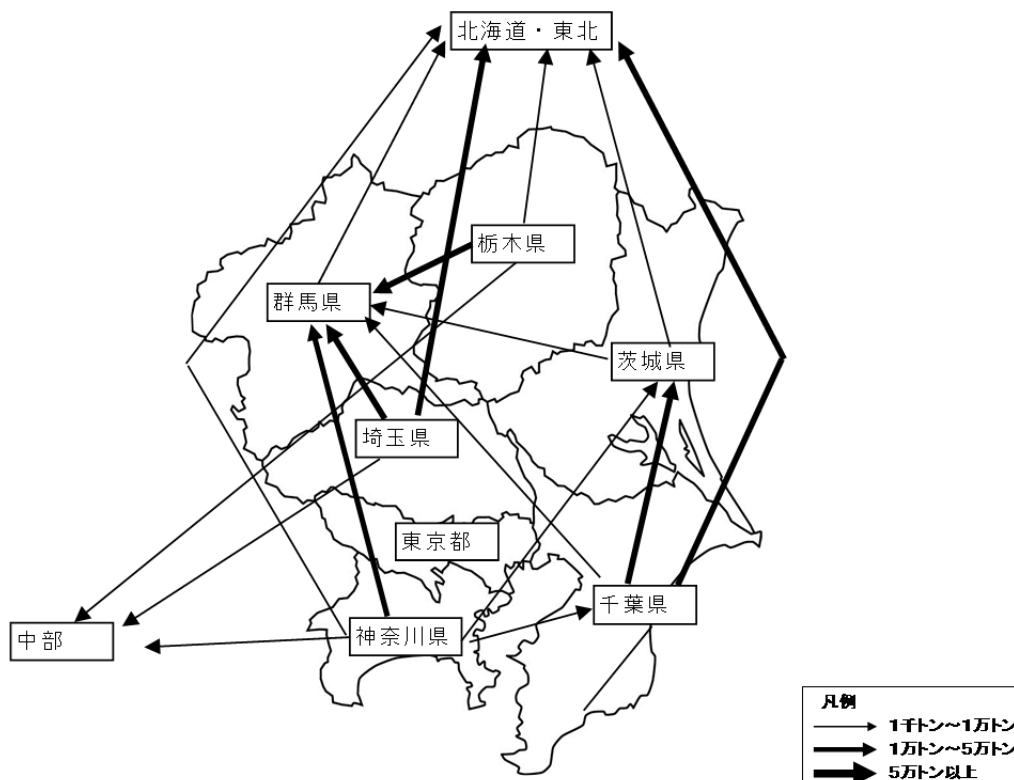 北海道・東北
栃木県
群馬県
茨城県
埼玉県
東京都
千葉県
神奈川県
中部
凡例
1千トン～1万トン
1万トン～5万トン
5万トン以上